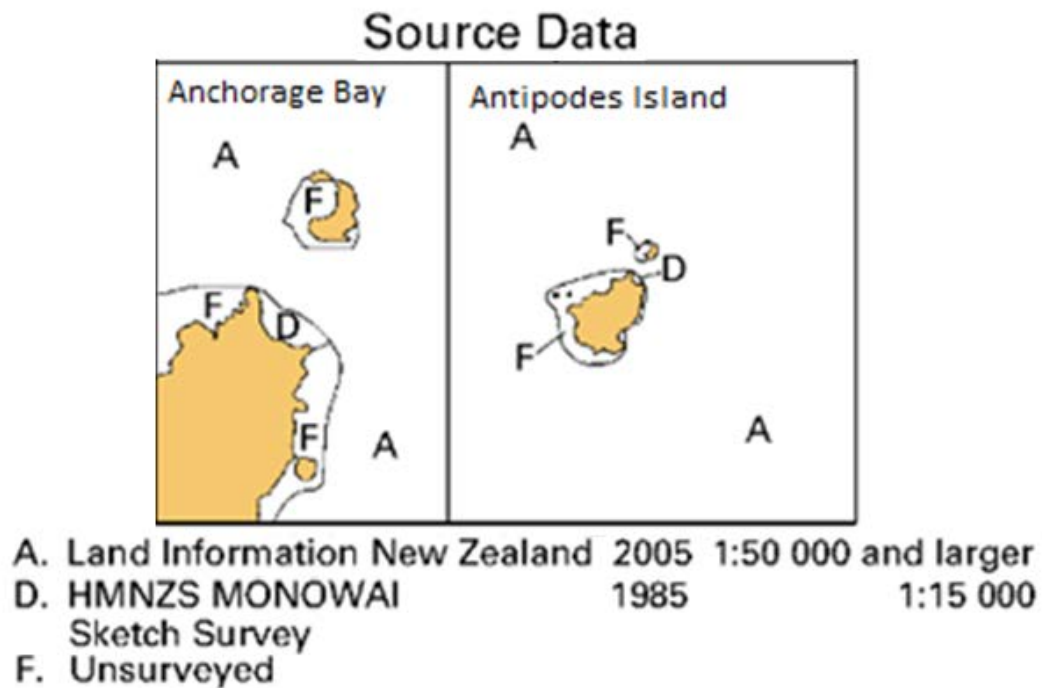 Source Data
Anchorage Bay
A
F
F
D
F
A
Antipodes Island
A
F
D
F
A
A. Land Information New Zealand 2005 1:50 000 and larger
D. HMNZS MONOWAI 1985 1:15 000
Sketch Survey
F. Unsurveyed